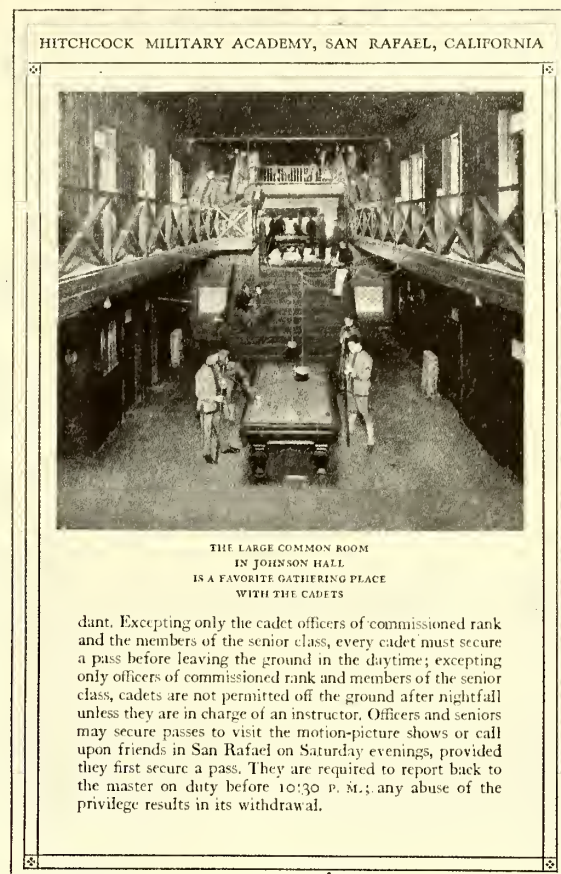 HITCHCOCK MILITARY ACADEMY, SAN RAFAEL, CALIFORNIA
THE LARGE COMMON ROOM
IN JOHNSON HALL
IS A FAVORITE GATHERING PLACE
WITH THE CADETS
dant. Excepting only the cadet officers of commissioned rank
and the members of the senior class, every cadet must secure
a pass before leaving the ground in the daytime; excepting
only officers of commissioned rank and members of the senior
class, cadets are not permitted off the ground after nightfall
unless they are in charge of an instructor. Officers and seniors
may secure passes to visit the motion-picture shows or call
upon friends in San Rafael on Saturday evenings, provided
they first secure a pass. They are required to report back to
the master on duty before 10:30 P. M.; any abuse of the
privilege results in its withdrawal.